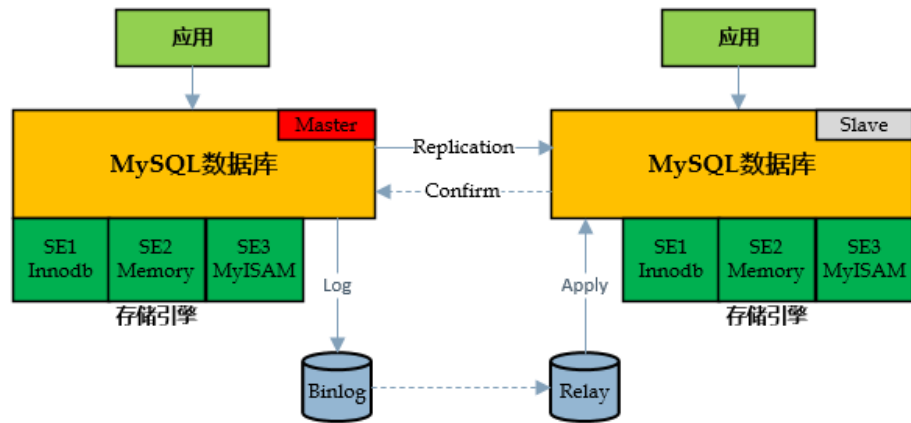 应用
应用
Master
MySQL数据库
Replication
Confirm
Slave
MySQL数据库
SE1
Innodb
SE2
Memory
SE3
MyISAM
存储引擎
SE1
Innodb
SE2
Memory
SE3
MyISAM
存储引擎
Log
Apply
Binlog
Relay